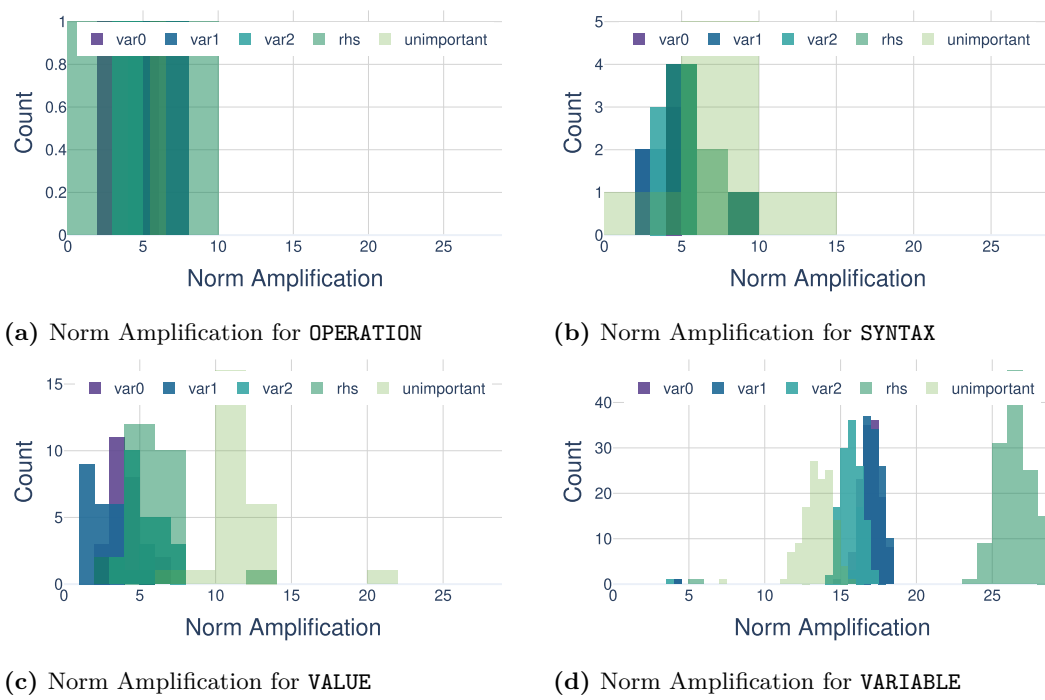 var0 var1 var2 rhs unimportant
1
0.8
0.6
0.4
0.2
0
Count
0 5 10 15 20 25
Norm Amplification
(a) Norm Amplification for OPERATION
var0 var1 var2 rhs unimportant
5
4
3
2
1
0
Count
0 5 10 15 20 25
Norm Amplification
(b) Norm Amplification for SYNTAX
var0 var1 var2 rhs unimportant
15
10
5
0
Count
0 5 10 15 20 25
Norm Amplification
(c) Norm Amplification for VALUE
var0 var1 var2 rhs unimportant
40
30
20
10
0
Count
0 5 10 15 20 25
Norm Amplification
(d) Norm Amplification for VARIABLE